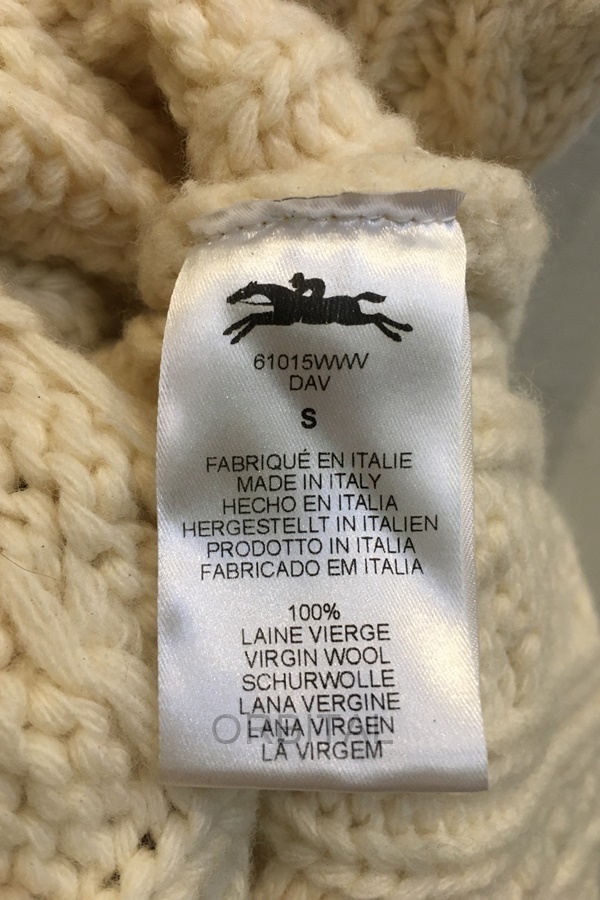 61015WWW
DAV
S
FABRIQUÉ EN ITALIE
MADE IN ITALY
HECHO EN ITALIA
HERGESTELLT IN ITALIEN
PRODOTTO IN ITALIA
FABRICADO EM ITALIA
100%
LAINE VIERGE
VIRGIN WOOL
SCHURWOLLE
LANA VERGINE
LANA VIRGEN
ORBITAL
LÃ VIRGEM